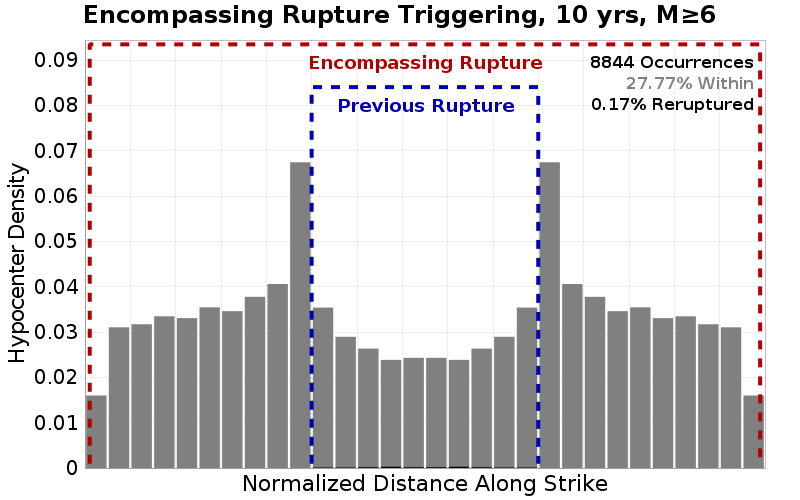 Encompassing Rupture Triggering, 10 yrs, M≥6
Encompassing Rupture
8844 Occurrences
27.77% Within
0.17% Reruptured
Previous Rupture
Hypocenter Density
0.09
0.08
0.07
0.06
0.05
0.04
0.03
0.02
0.01
0
Normalized Distance Along Strike